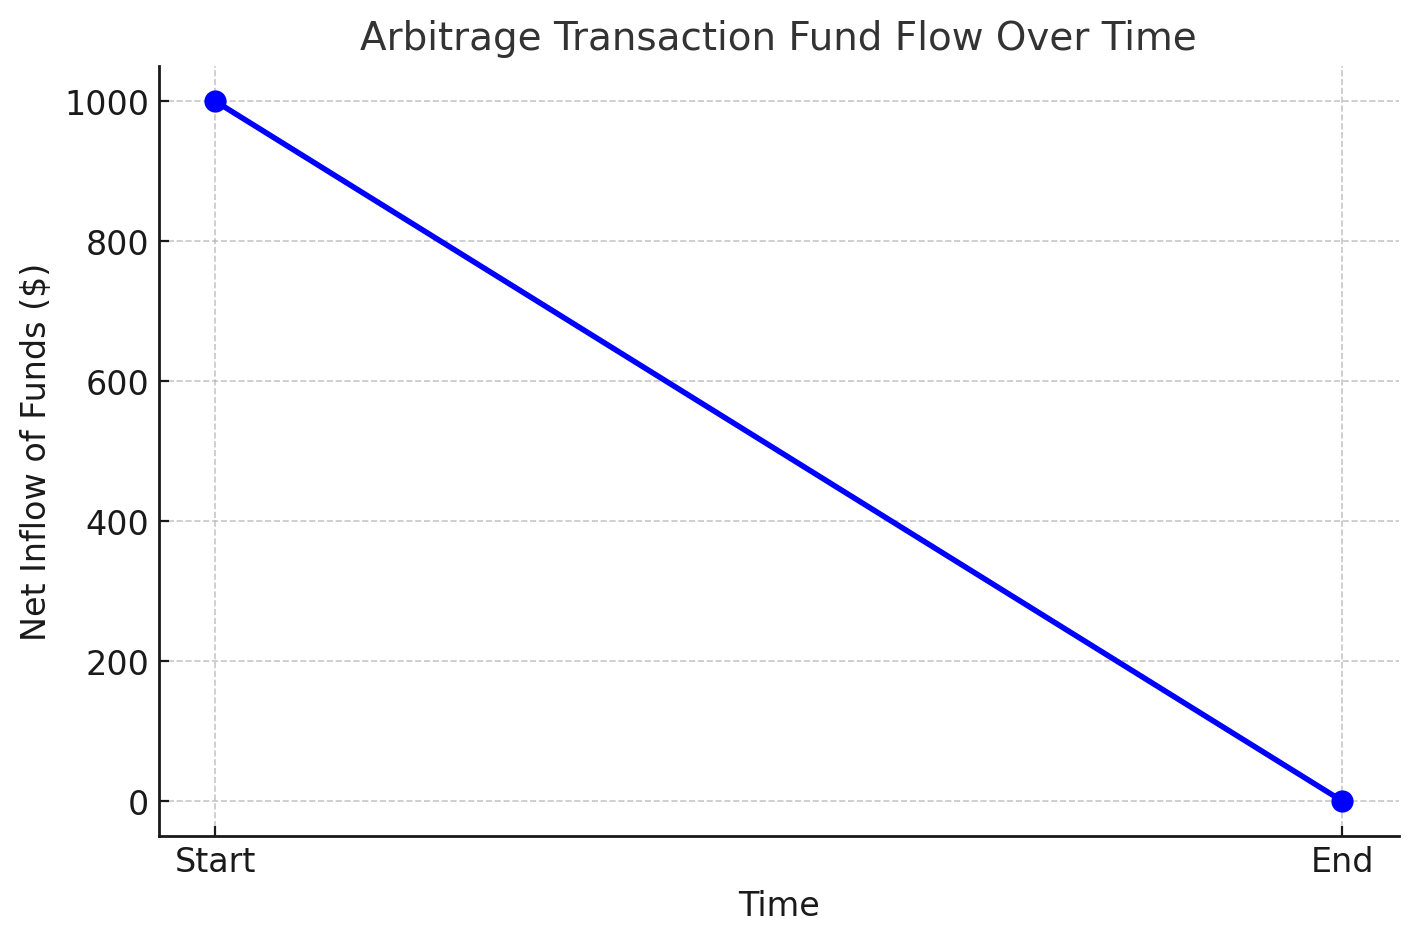 Arbitrage Transaction Fund Flow Over Time
Net Inflow of Funds ($)
1000
800
600
400
200
0
Start
End
Time